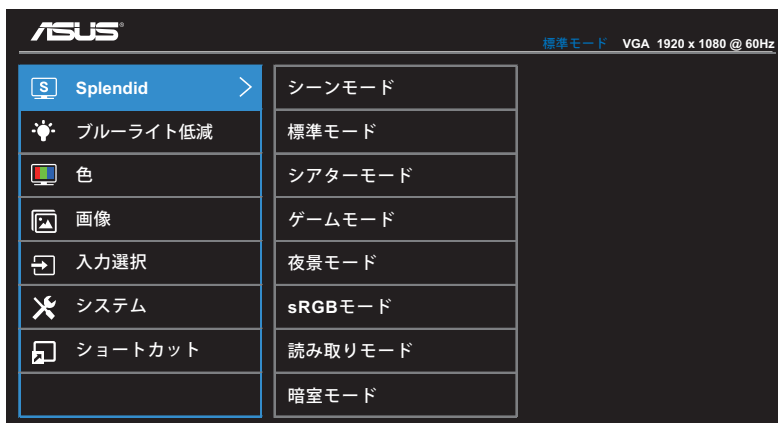 ASUS
標準モード VGA 1920 x 1080 @ 60Hz
S Splendid
ブルーライト低減
色
画像
入力選択
システム
ショートカット
シーンモード
標準モード
シアターモード
ゲームモード
夜景モード
sRGBモード
読み取りモード
暗室モード